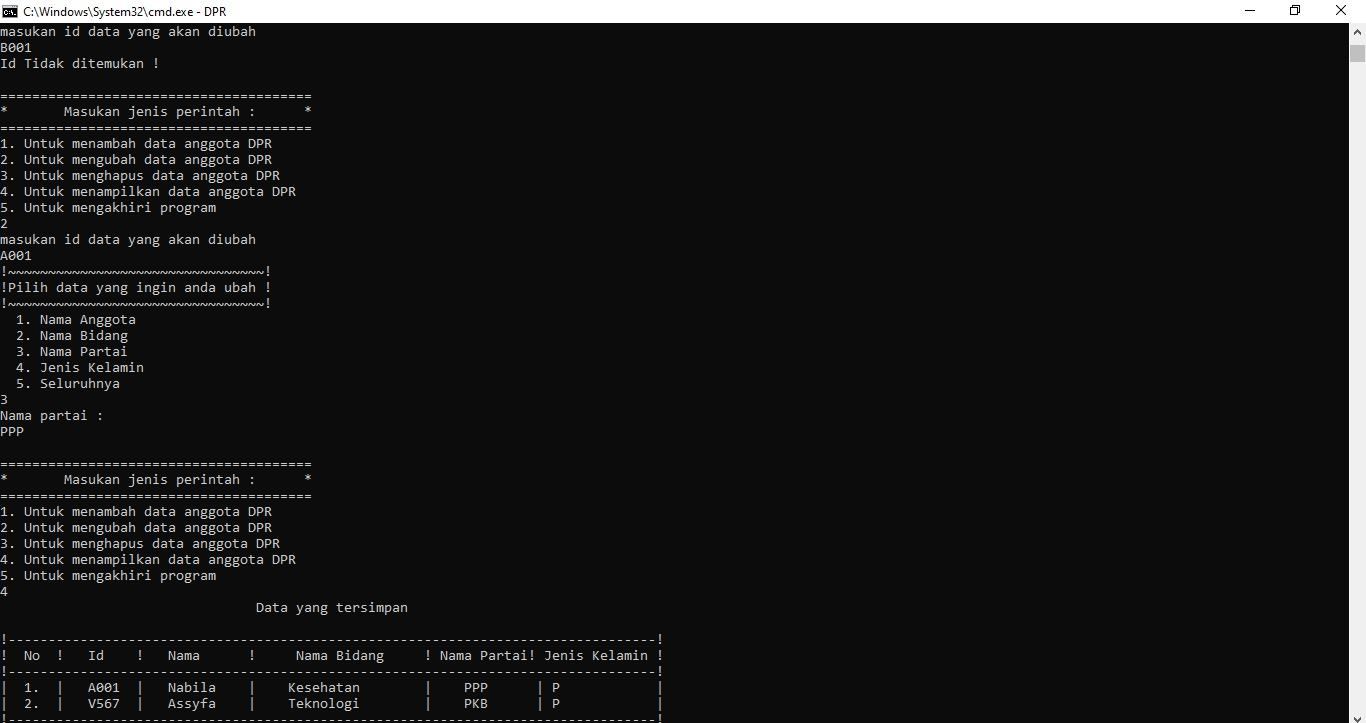 C:\Windows\System32\cmd.exe - DPR
masukan id data yang akan diubah
B001
Id Tidak ditemukan !
=======================================
*       Masukan jenis perintah :      *
=======================================
1. Untuk menambah data anggota DPR
2. Untuk mengubah data anggota DPR
3. Untuk menghapus data anggota DPR
4. Untuk menampilkan data anggota DPR
5. Untuk mengakhiri program
2
masukan id data yang akan diubah
A001
!~~~~~~~~~~~~~~~~~~~~~~~~~~~~~~~~!
!Pilih data yang ingin anda ubah !
!~~~~~~~~~~~~~~~~~~~~~~~~~~~~~~~~!
  1. Nama Anggota
  2. Nama Bidang
  3. Nama Partai
  4. Jenis Kelamin
  5. Seluruhnya
3
Nama partai :
PPP
=======================================
*       Masukan jenis perintah :      *
=======================================
1. Untuk menambah data anggota DPR
2. Untuk mengubah data anggota DPR
3. Untuk menghapus data anggota DPR
4. Untuk menampilkan data anggota DPR
5. Untuk mengakhiri program
4
                                Data yang tersimpan
!---------------------------------------------------------------------------------!
!  No  !   Id    !   Nama      !     Nama Bidang     ! Nama Partai! Jenis Kelamin !
!---------------------------------------------------------------------------------!
|  1.  |   A001  |   Nabila    |    Kesehatan        |    PPP      | P            |
|  2.  |   V567  |   Assyfa    |    Teknologi        |    PKB      | P            |
!---------------------------------------------------------------------------------!